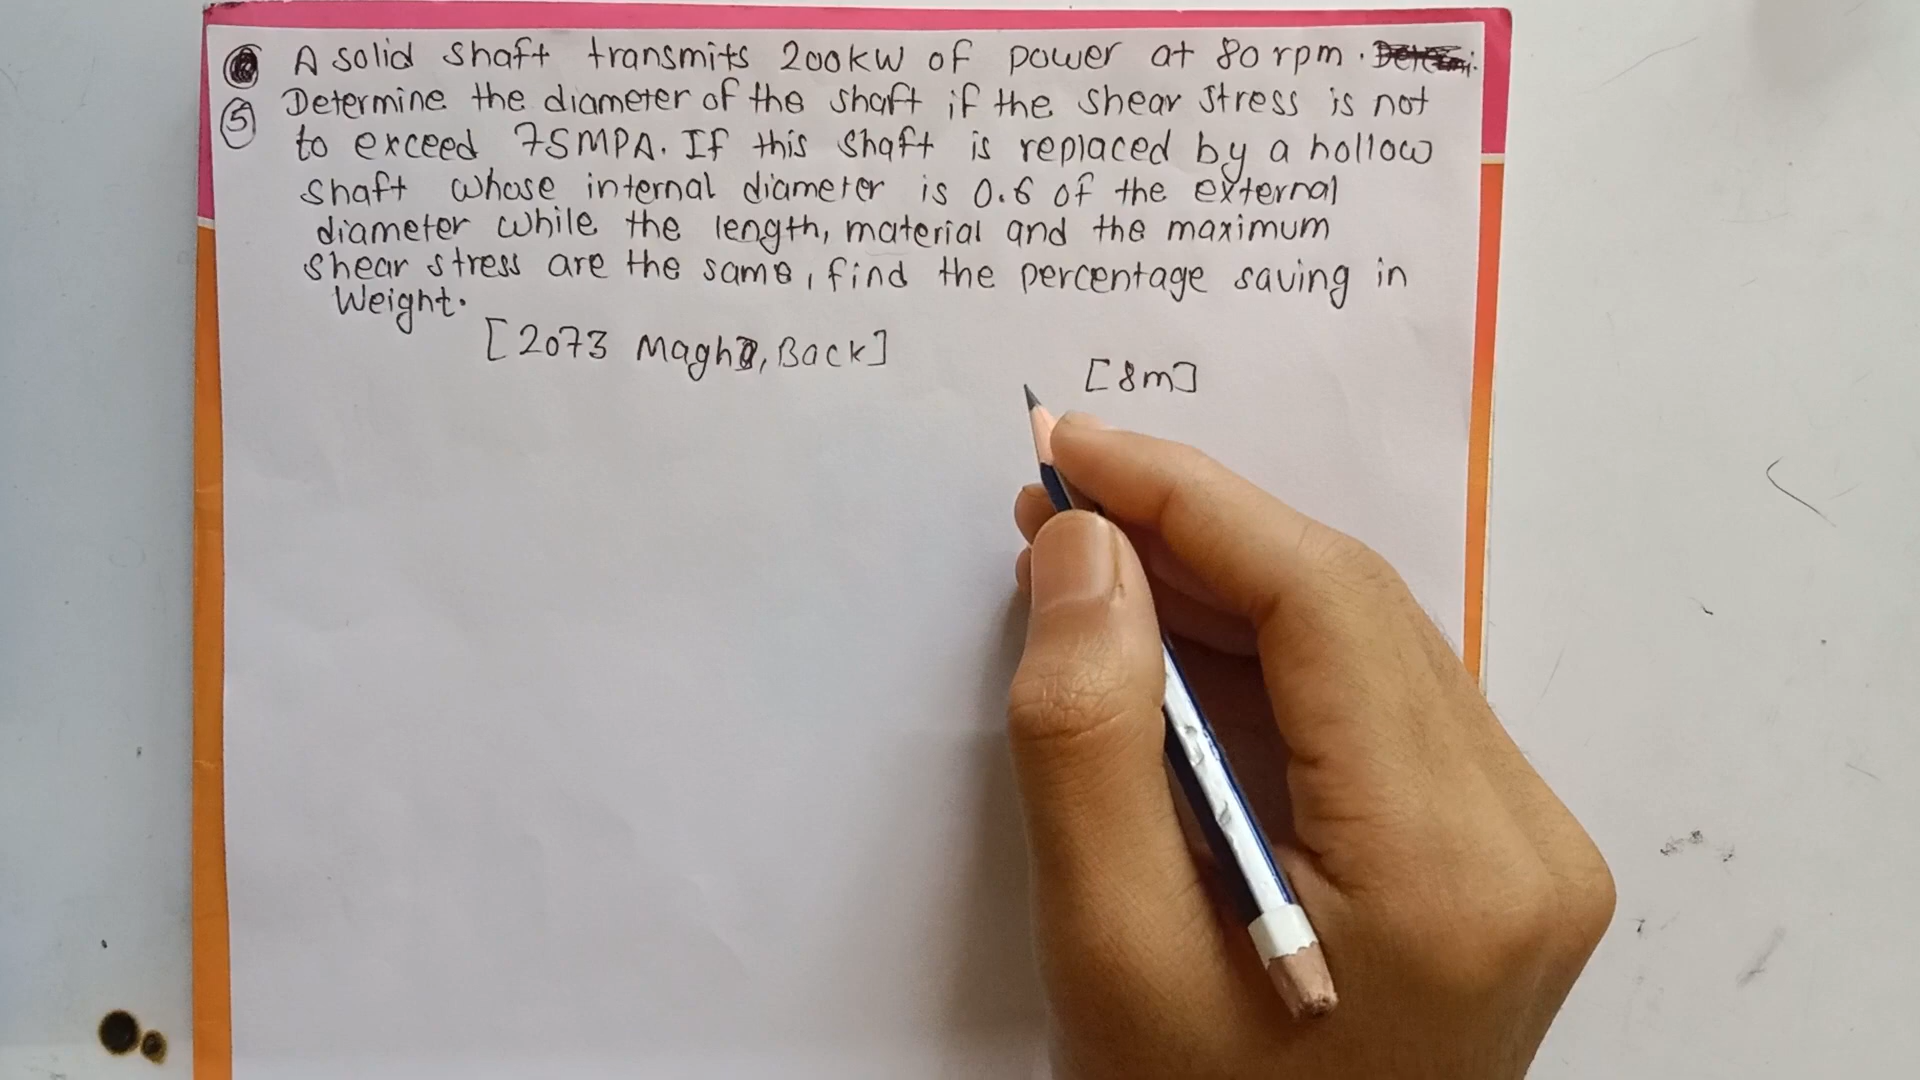 A solid shaft transmits 200kW of power at 80 rpm.
⑤ Determine the diameter of the shaft if the shear stress is not
to exceed 75MPA. If this shaft is replaced by a hollow
shaft whose internal diameter is 0.6 of the external
diameter while the length, material and the maximum
shear stress are the same, find the percentage saving in
Weight.
[2073 Magh, Back]
[8m]